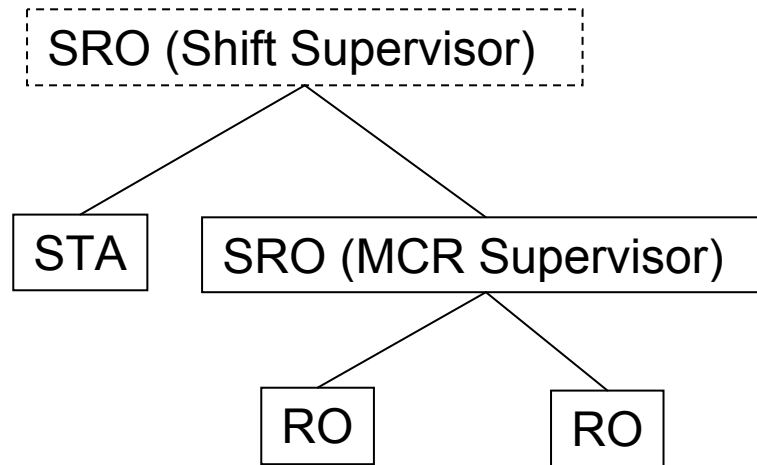 SRO (Shift Supervisor)
STA
SRO (MCR Supervisor)
RO
RO